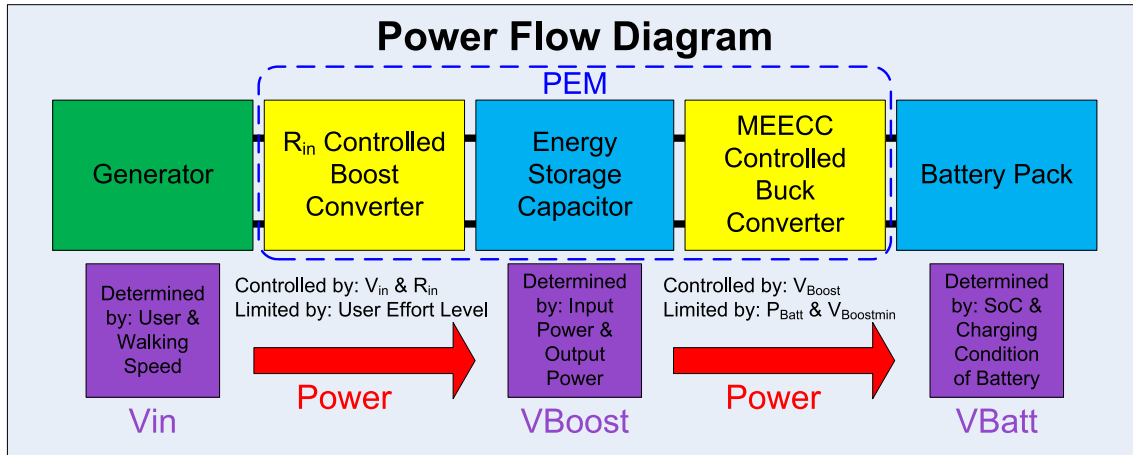 Power Flow Diagram
PEM
Generator
Rin Controlled
Boost
Converter
Energy
Storage
Capacitor
MEECC
Controlled
Buck
Converter
Battery Pack
Determined
by: User &
Walking
Speed
Vin
Controlled by: Vin & Rin
Limited by: User Effort Level
Power
Determined
by: Input
Power &
Output
Power
VBoost
Controlled by: VBoost
Limited by: PBatt & VBoostmin
Power
Determined
by: SoC &
Charging
Condition
of Battery
VBatt